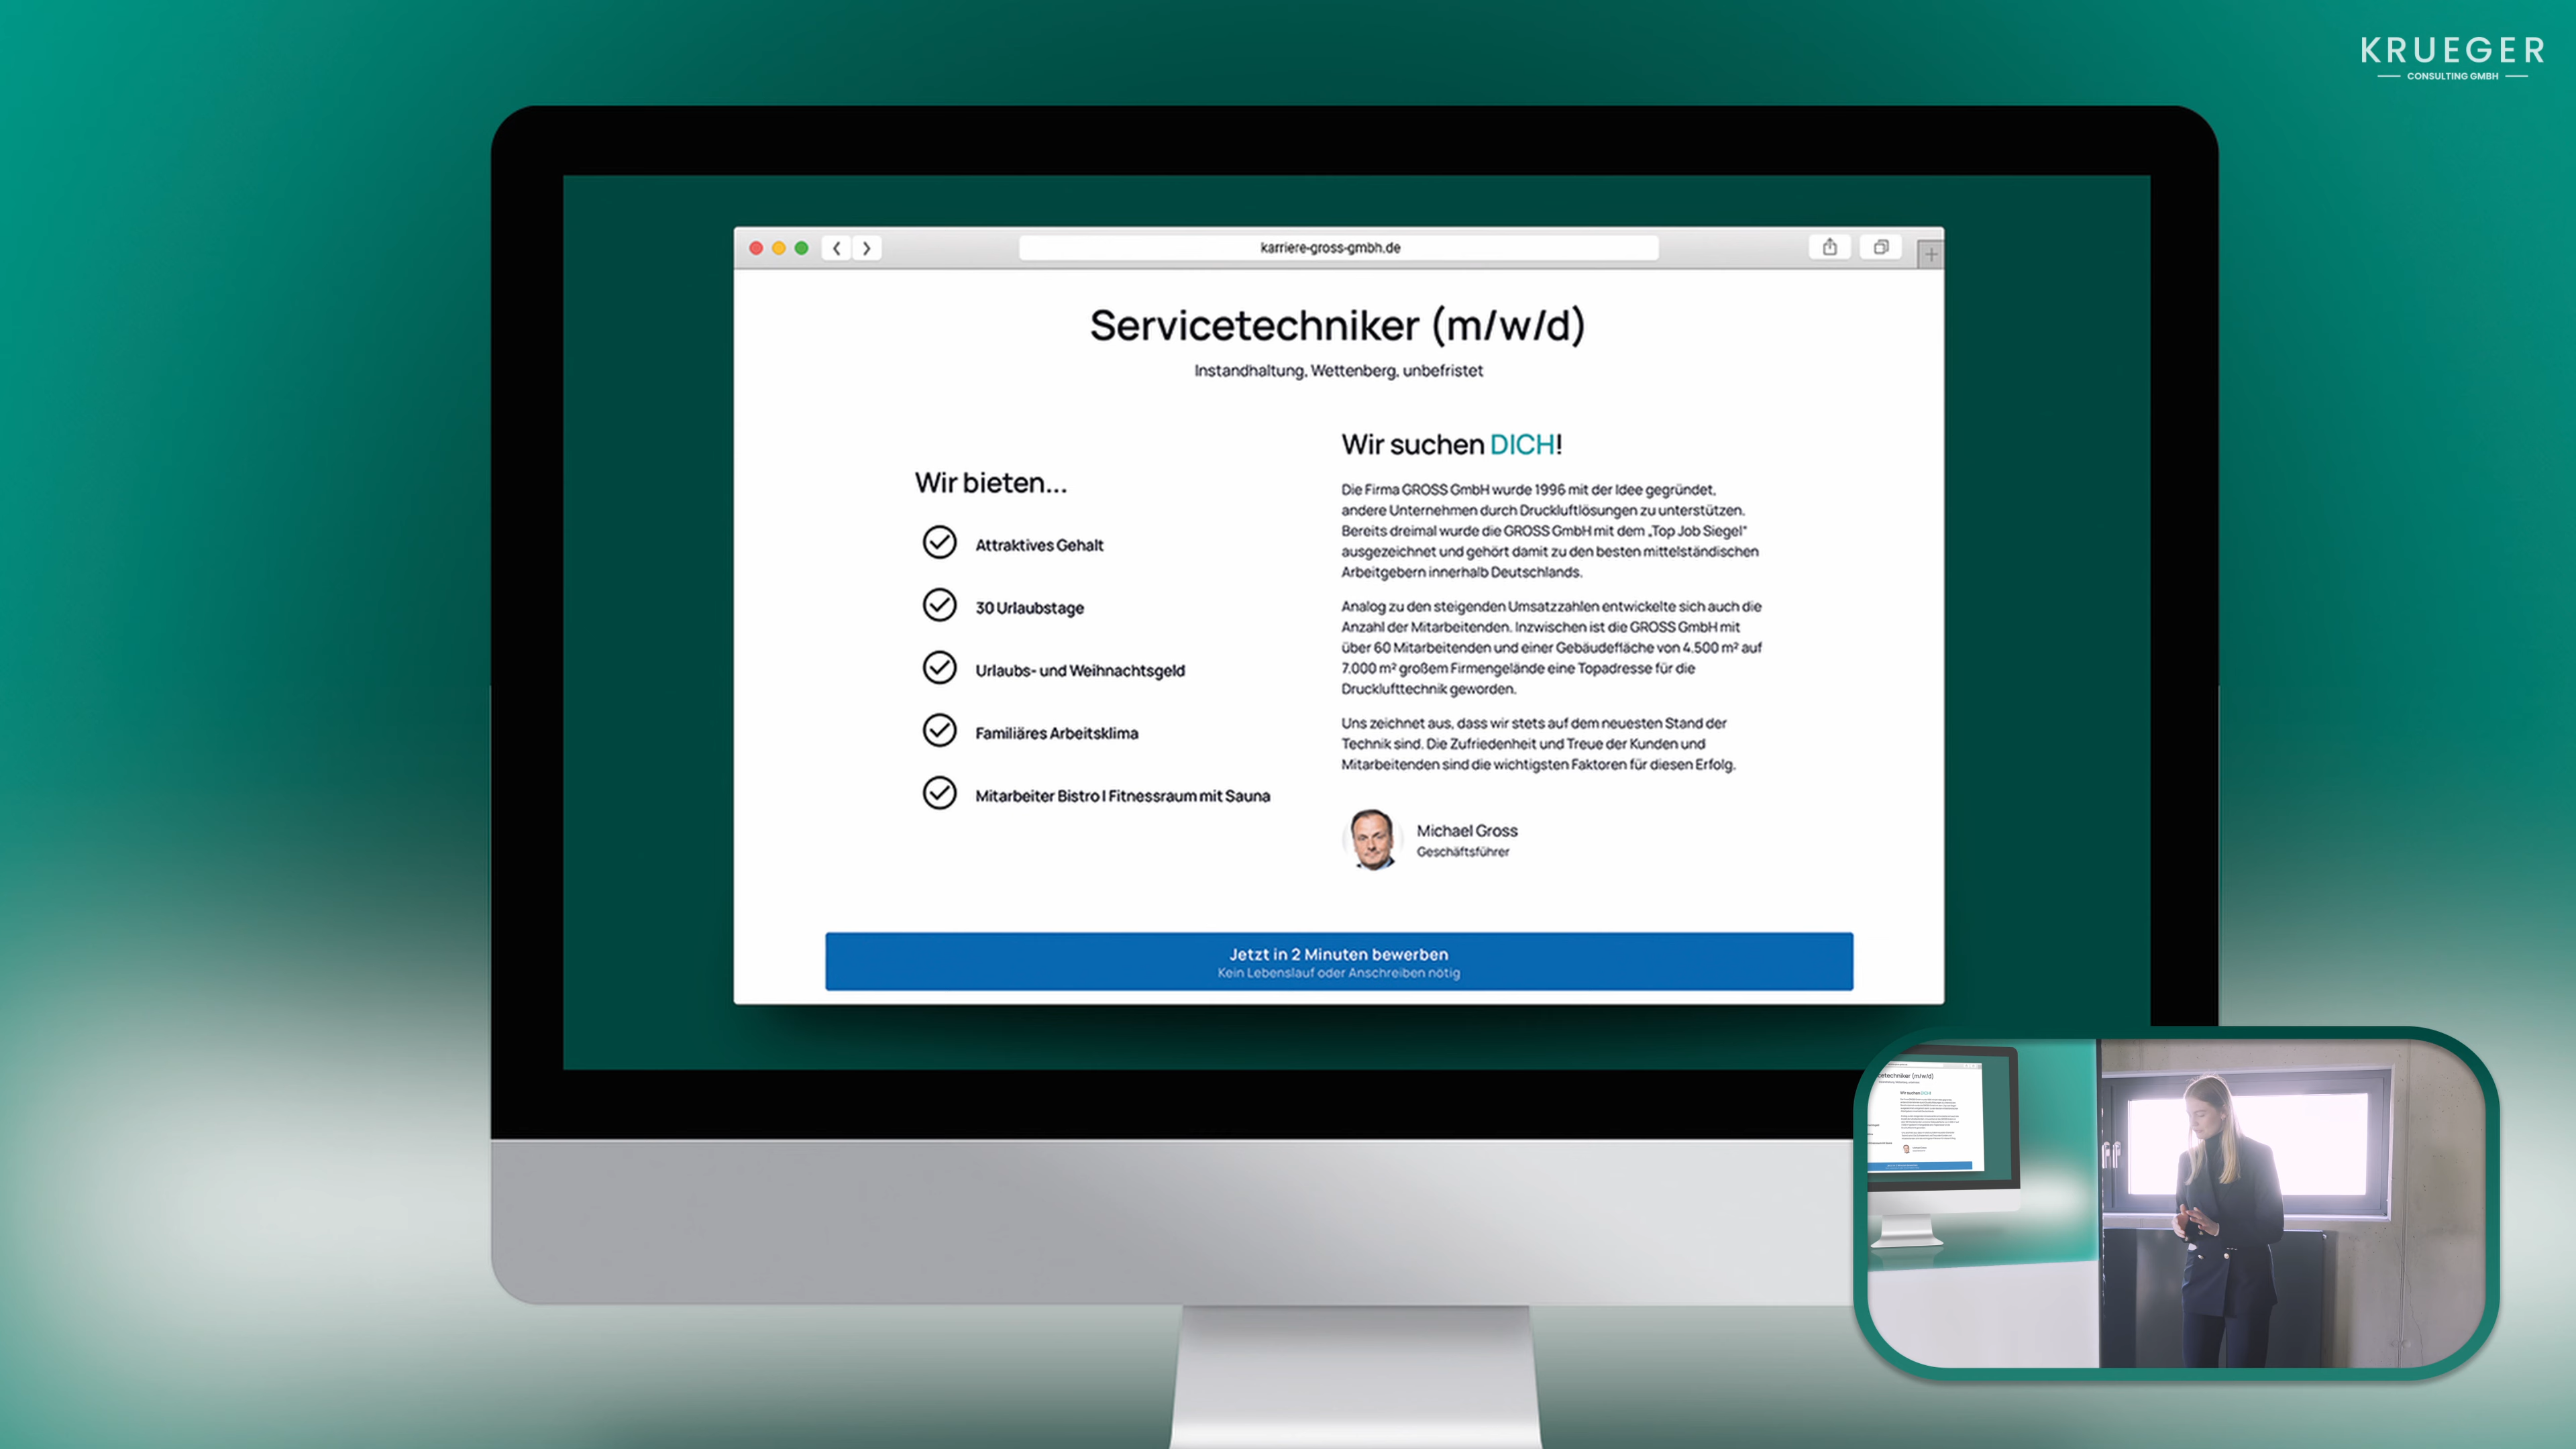 KRUEGER
CONSULTING GMBH
karriere-gross-gmbh.de
Servicetechniker (m/w/d)
Instandhaltung, Wettenberg, unbefristet
Wir bieten...
Attraktives Gehalt
30 Urlaubstage
Urlaubs- und Weihnachtsgeld
Familiäres Arbeitsklima
Mitarbeiter Bistro I Fitnessraum mit Sauna
Wir suchen DICH!
Die Firma GROSS GmbH wurde 1996 mit der Idee gegründet,
andere Unternehmen durch Druckluftlösungen zu unterstützen.
Bereits dreimal wurde die GROSS GmbH mit dem „Top Job Siegel"
ausgezeichnet und gehört damit zu den besten mittelständischen
Arbeitgebern innerhalb Deutschlands.
Analog zu den steigenden Umsatzzahlen entwickelte sich auch die
Anzahl der Mitarbeitenden. Inzwischen ist die GROSS GmbH mit
über 60 Mitarbeitenden und einer Gebäudefläche von 4.500 m² auf
7.000 m² großem Firmengelände eine Topadresse für die
Drucklufttechnik geworden.
Uns zeichnet aus, dass wir stets auf dem neuesten Stand der
Technik sind. Die Zufriedenheit und Treue der Kunden und
Mitarbeitenden sind die wichtigsten Faktoren für diesen Erfolg.
Michael Gross
Geschäftsführer
Jetzt in 2 Minuten bewerben
Kein Lebenslauf oder Anschreiben nötig
cetechniker (m/w/d)
Wir suchen DICH!